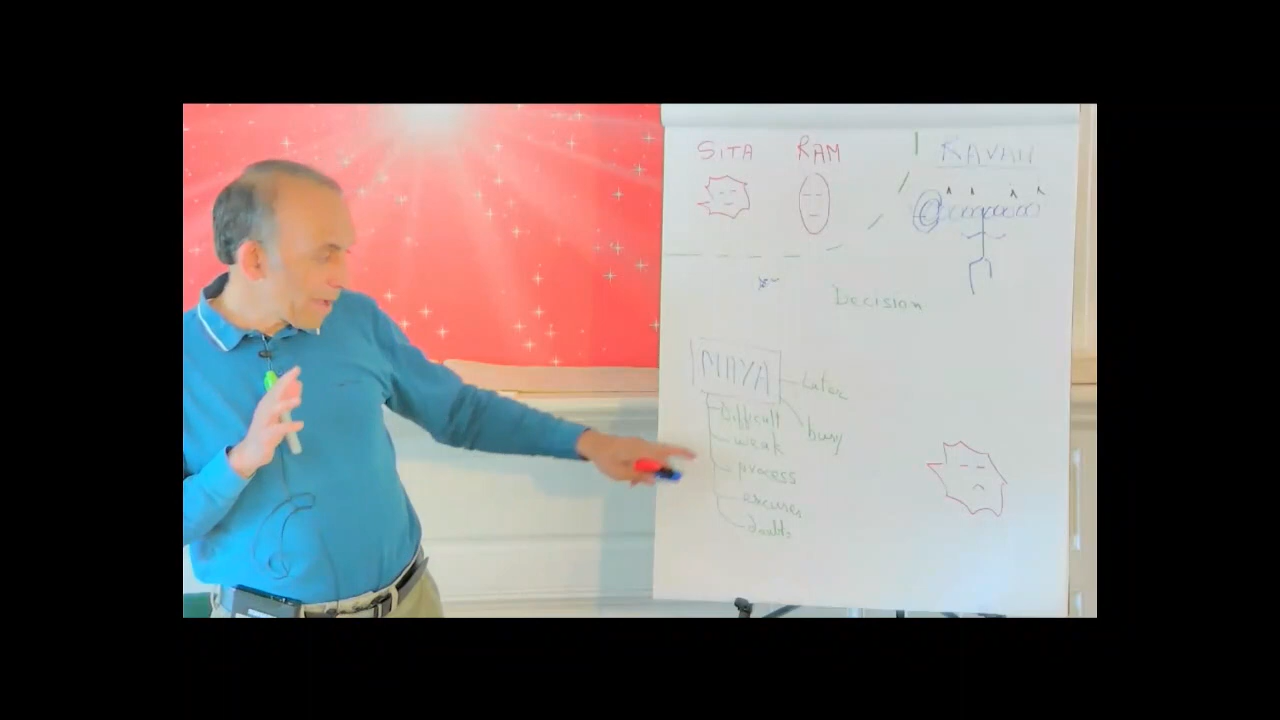 SITA RAM RAVAN
Decision
MAYA
Later
Difficult
busy
weak
process
excuses
doubts